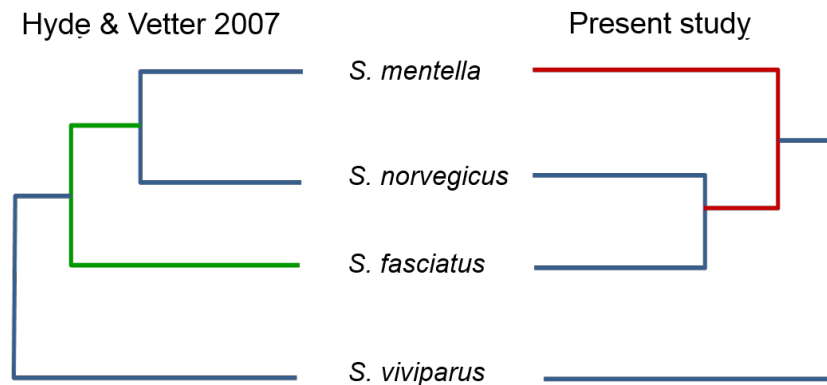 Hyde & Vetter 2007
Present study
S. mentella
S. norvegicus
S. fasciatus
S. viviparus